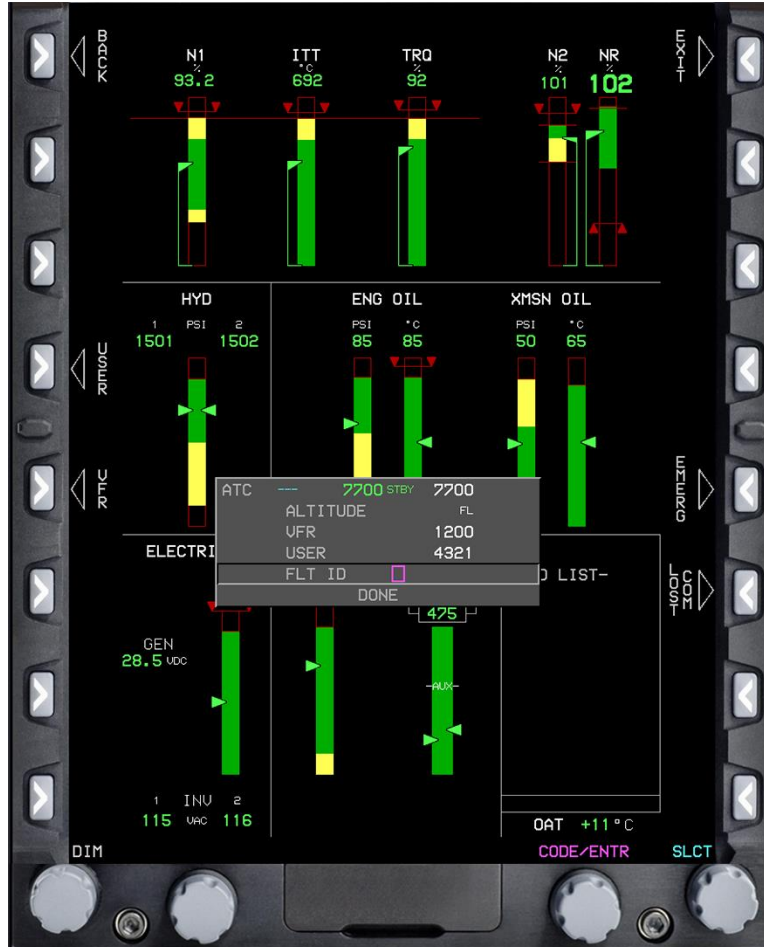 BACK
EXIT
N1
%
93.2
ITT
°C
692
TRQ
%
92
N2
%
101
NR
%
102
HYD
1 PSI 2
1501 1502
ENG OIL
PSI °C
85 85
XMSN OIL
PSI °C
50 65
USER
VFR
EMERG
LOST COM
ATC --- 7700 STBY 7700
ALTITUDE FL
VFR 1200
USER 4321
FLT ID
DONE
ELECTRI
D LIST-
475
GEN
28.5 VDC
-AUX-
1 INV 2
115 VAC 116
OAT +11°C
DIM
CODE/ENTR
SLCT